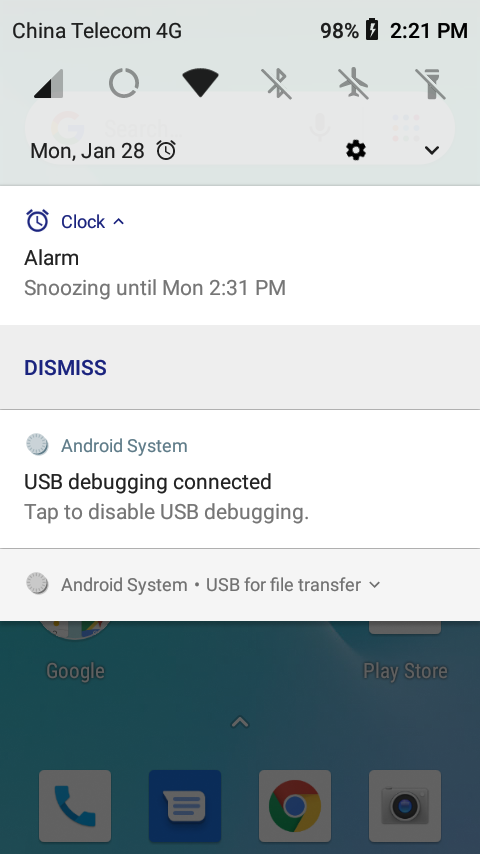 China Telecom 4G 98% 2:21 PM
Search
Mon, Jan 28
Clock
Alarm
Snoozing until Mon 2:31 PM
DISMISS
Android System
USB debugging connected
Tap to disable USB debugging.
Android System • USB for file transfer
Google Play Store